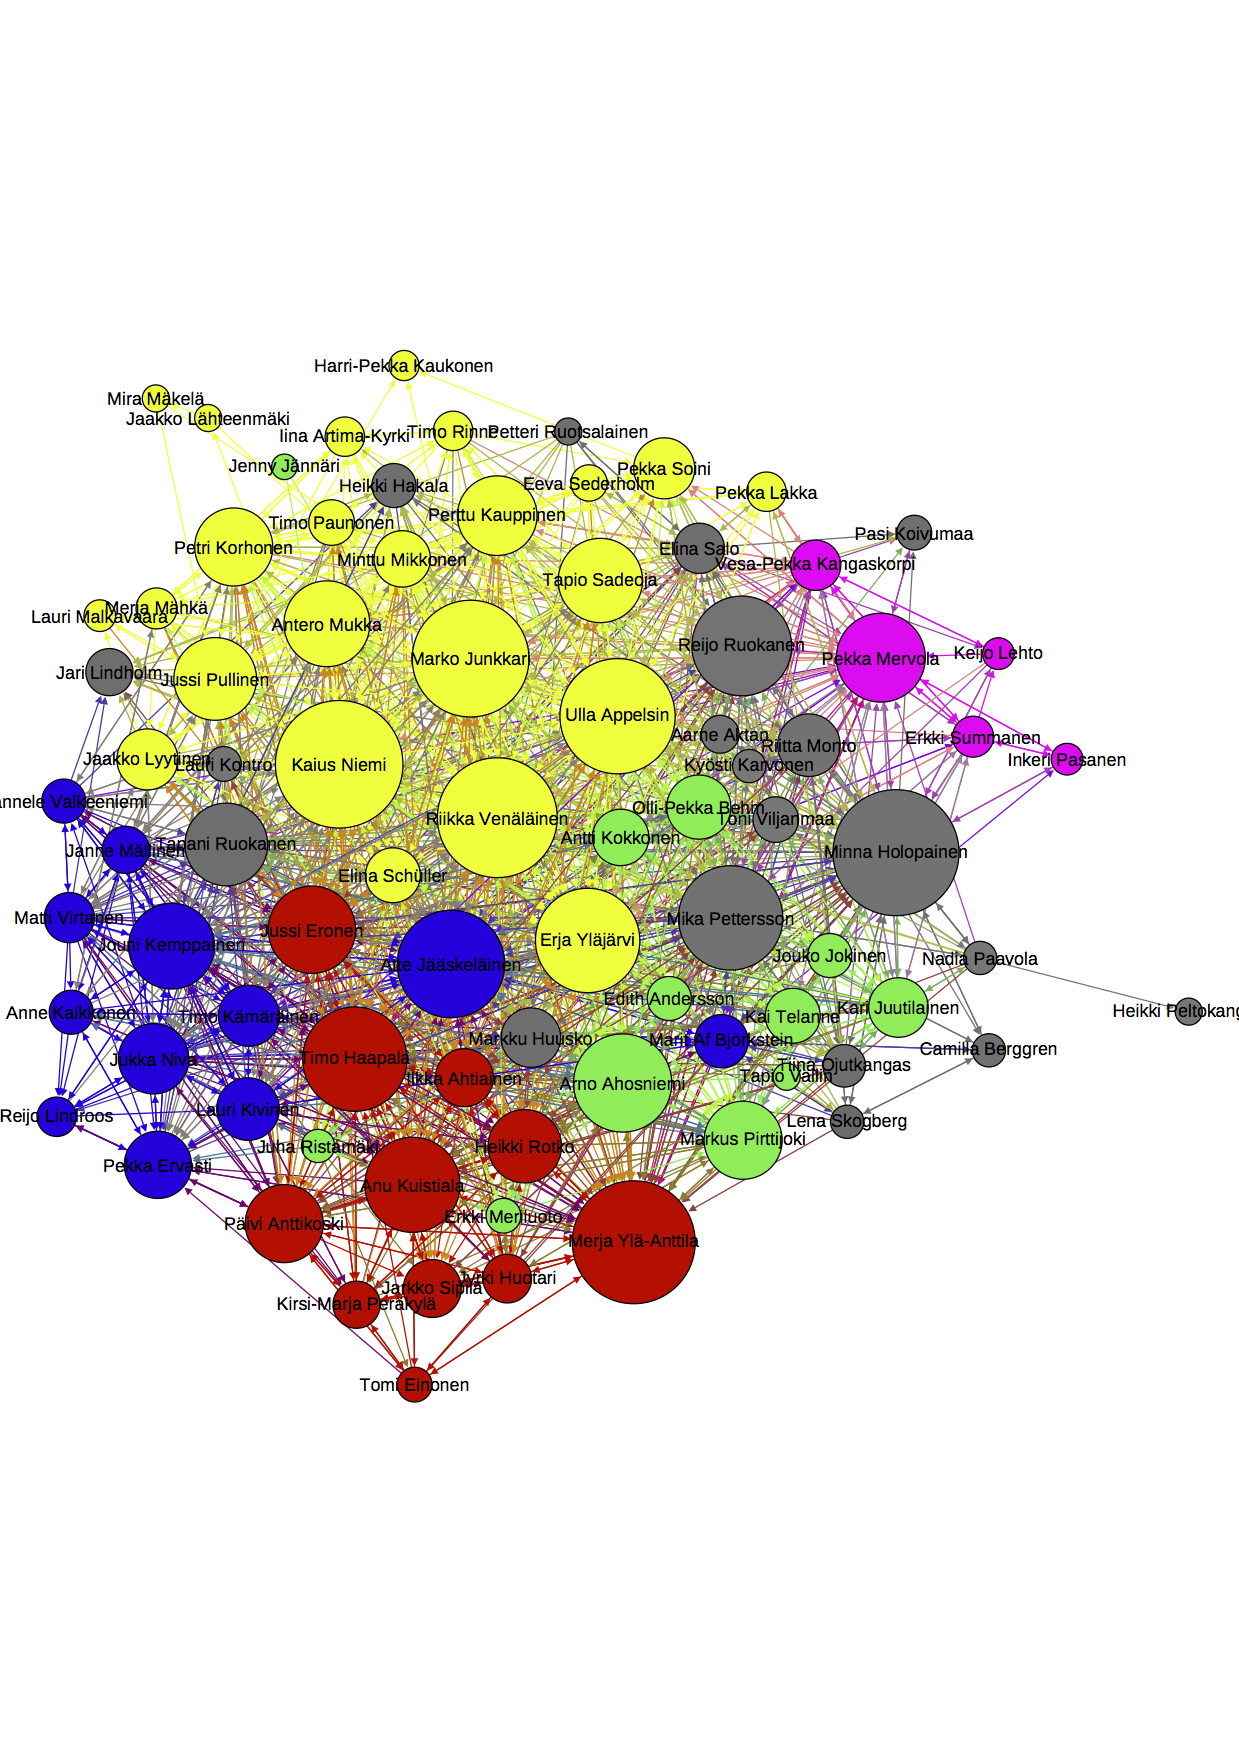 Harri-Pekka Kaukonen
Mira Mäkelä
Jaakko Lähteenmäki
Iina Artima-Kyrki
Timo Rinne
Petteri Ruotsalainen
Jenny Jännäri
Pekka Soini
Heikki Hakala
Eeva Sederholm
Pekka Lakka
Perttu Kauppinen
Timo Paunonen
Pasi Koivumaa
Petri Korhonen
Elina Salo
Minttu Mikkonen
Vesa-Pekka Kangaskorpi
Tapio Sadeoja
Merja Mähkä
Lauri Malkavaara
Antero Mukka
Reijo Ruokanen
Keijo Lehto
Marko Junkkari
Pekka Mervola
Jari Lindholm
Jussi Pullinen
Ulla Appelsin
Aarne Aktan
Erkki Summanen
Riitta Monto
Jaakko Lyytinen
Lauri Kontro
Kaius Niemi
Kyösti Karvonen
Inkeri Pasanen
annele Valkeeniemi
Olli-Pekka Behm
Riikka Venäläinen
Toni Viljanmaa
Antti Kokkonen
Tapani Ruokanen
Janne Mällinen
Minna Holopainen
Elina Schüller
Matti Virtanen
Mika Pettersson
Jussi Eronen
Erja Yläjärvi
Jouni Kemppainen
Jouko Jokinen
Nadia Paavola
Atte Jääskeläinen
Edith Andersson
Kari Juutilainen
Heikki Peltokang
Anne Kaikkonen
Timo Kämäräinen
Kai Telanne
Markku Huusko
Marit Af Björkstein
Camilla Berggren
Timo Haapala
Jukka Niva
Tiina Ojutkangas
Tapio Vallin
Ilkka Ahtiainen
Arno Ahosniemi
Lauri Kivinen
Reijo Lindroos
Lena Skogberg
Markus Pirttijoki
Juha Ristamäki
Heikki Rotko
Pekka Ervasti
Anu Kuistiala
Erkki Meriluoto
Päivi Anttikoski
Merja Ylä-Anttila
Jyrki Huotari
Jarkko Sipilä
Kirsi-Marja Peräkylä
Tomi Einonen